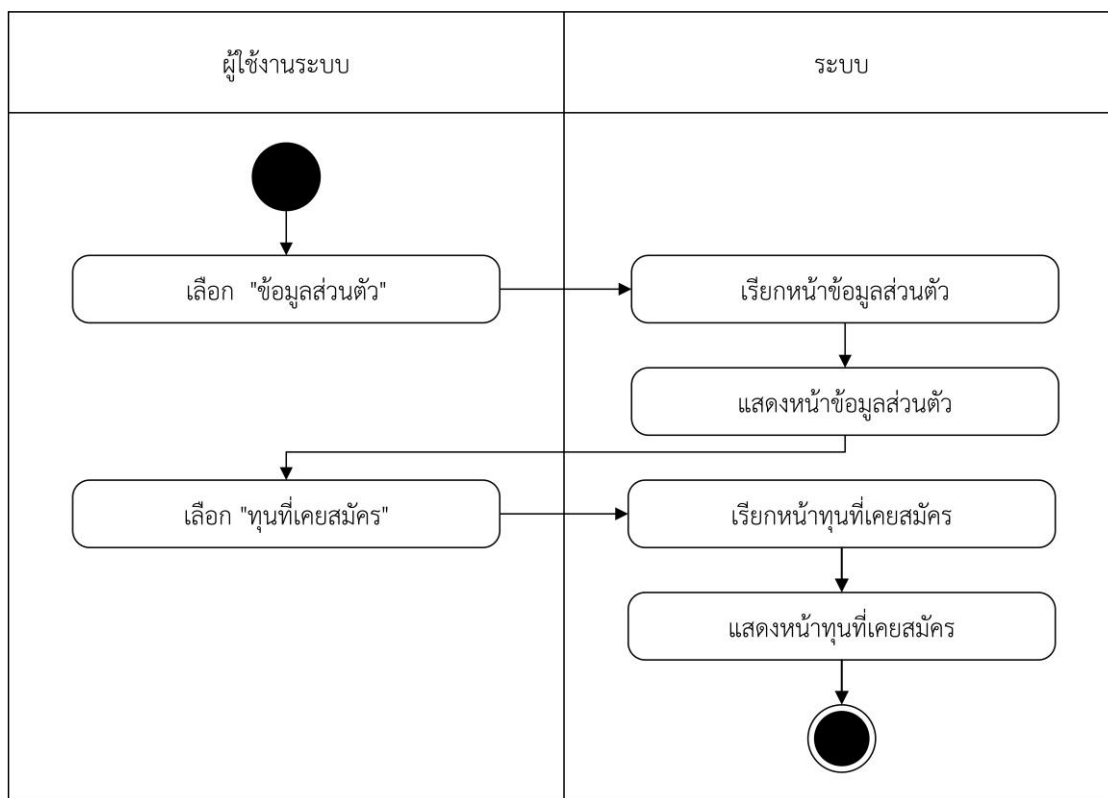 ผู้ใช้งานระบบ
ระบบ
เลือก "ข้อมูลส่วนตัว"
เรียกหน้าข้อมูลส่วนตัว
แสดงหน้าข้อมูลส่วนตัว
เลือก "ทุนที่เคยสมัคร"
เรียกหน้าทุนที่เคยสมัคร
แสดงหน้าทุนที่เคยสมัคร